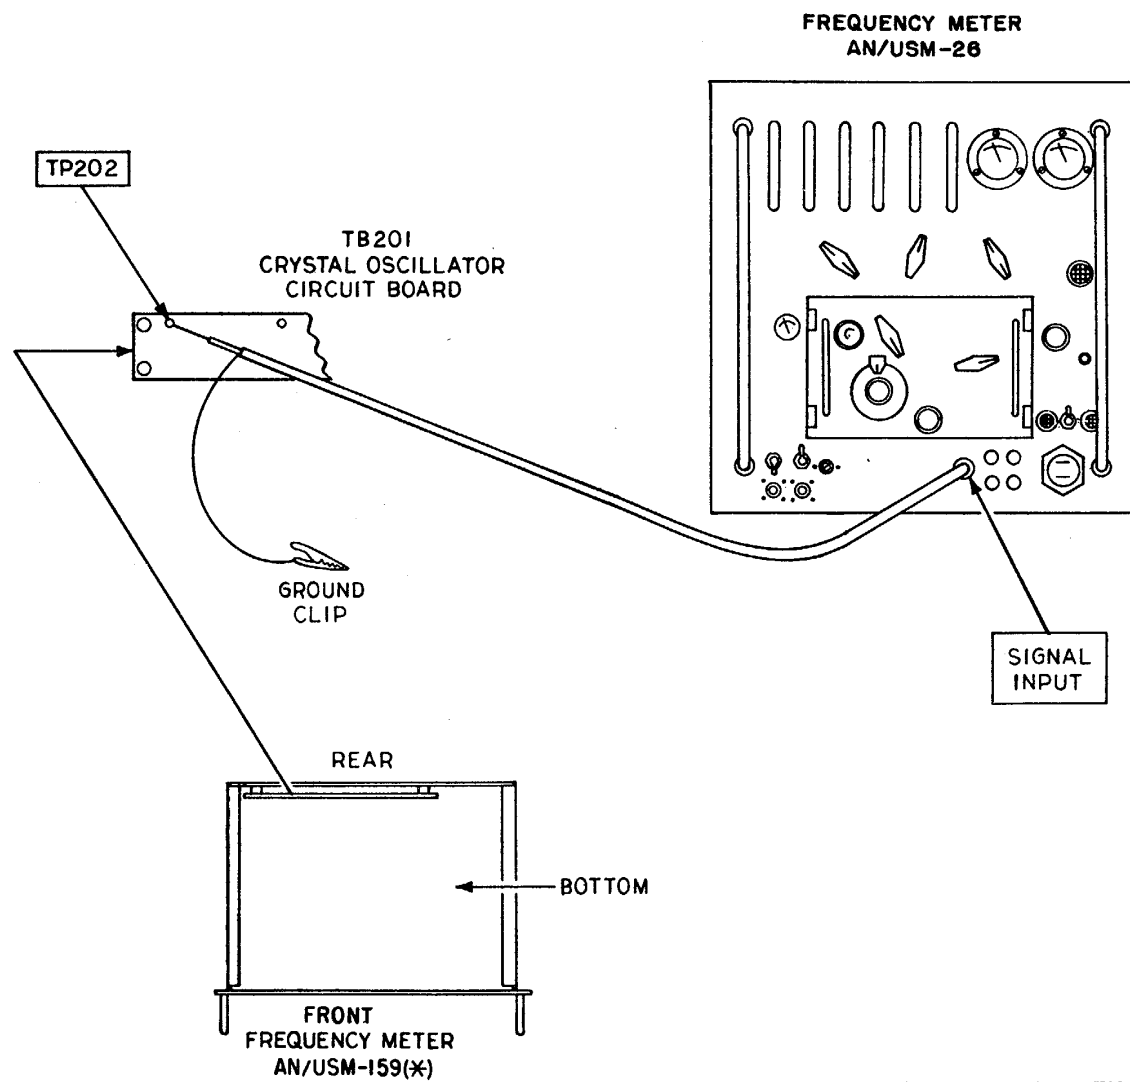 FREQUENCY METER
AN/USM-26
TP202
TB201
CRYSTAL OSCILLATOR
CIRCUIT BOARD
GROUND
CLIP
SIGNAL
INPUT
REAR
BOTTOM
FRONT
FREQUENCY METER
AN/USM-159(*)